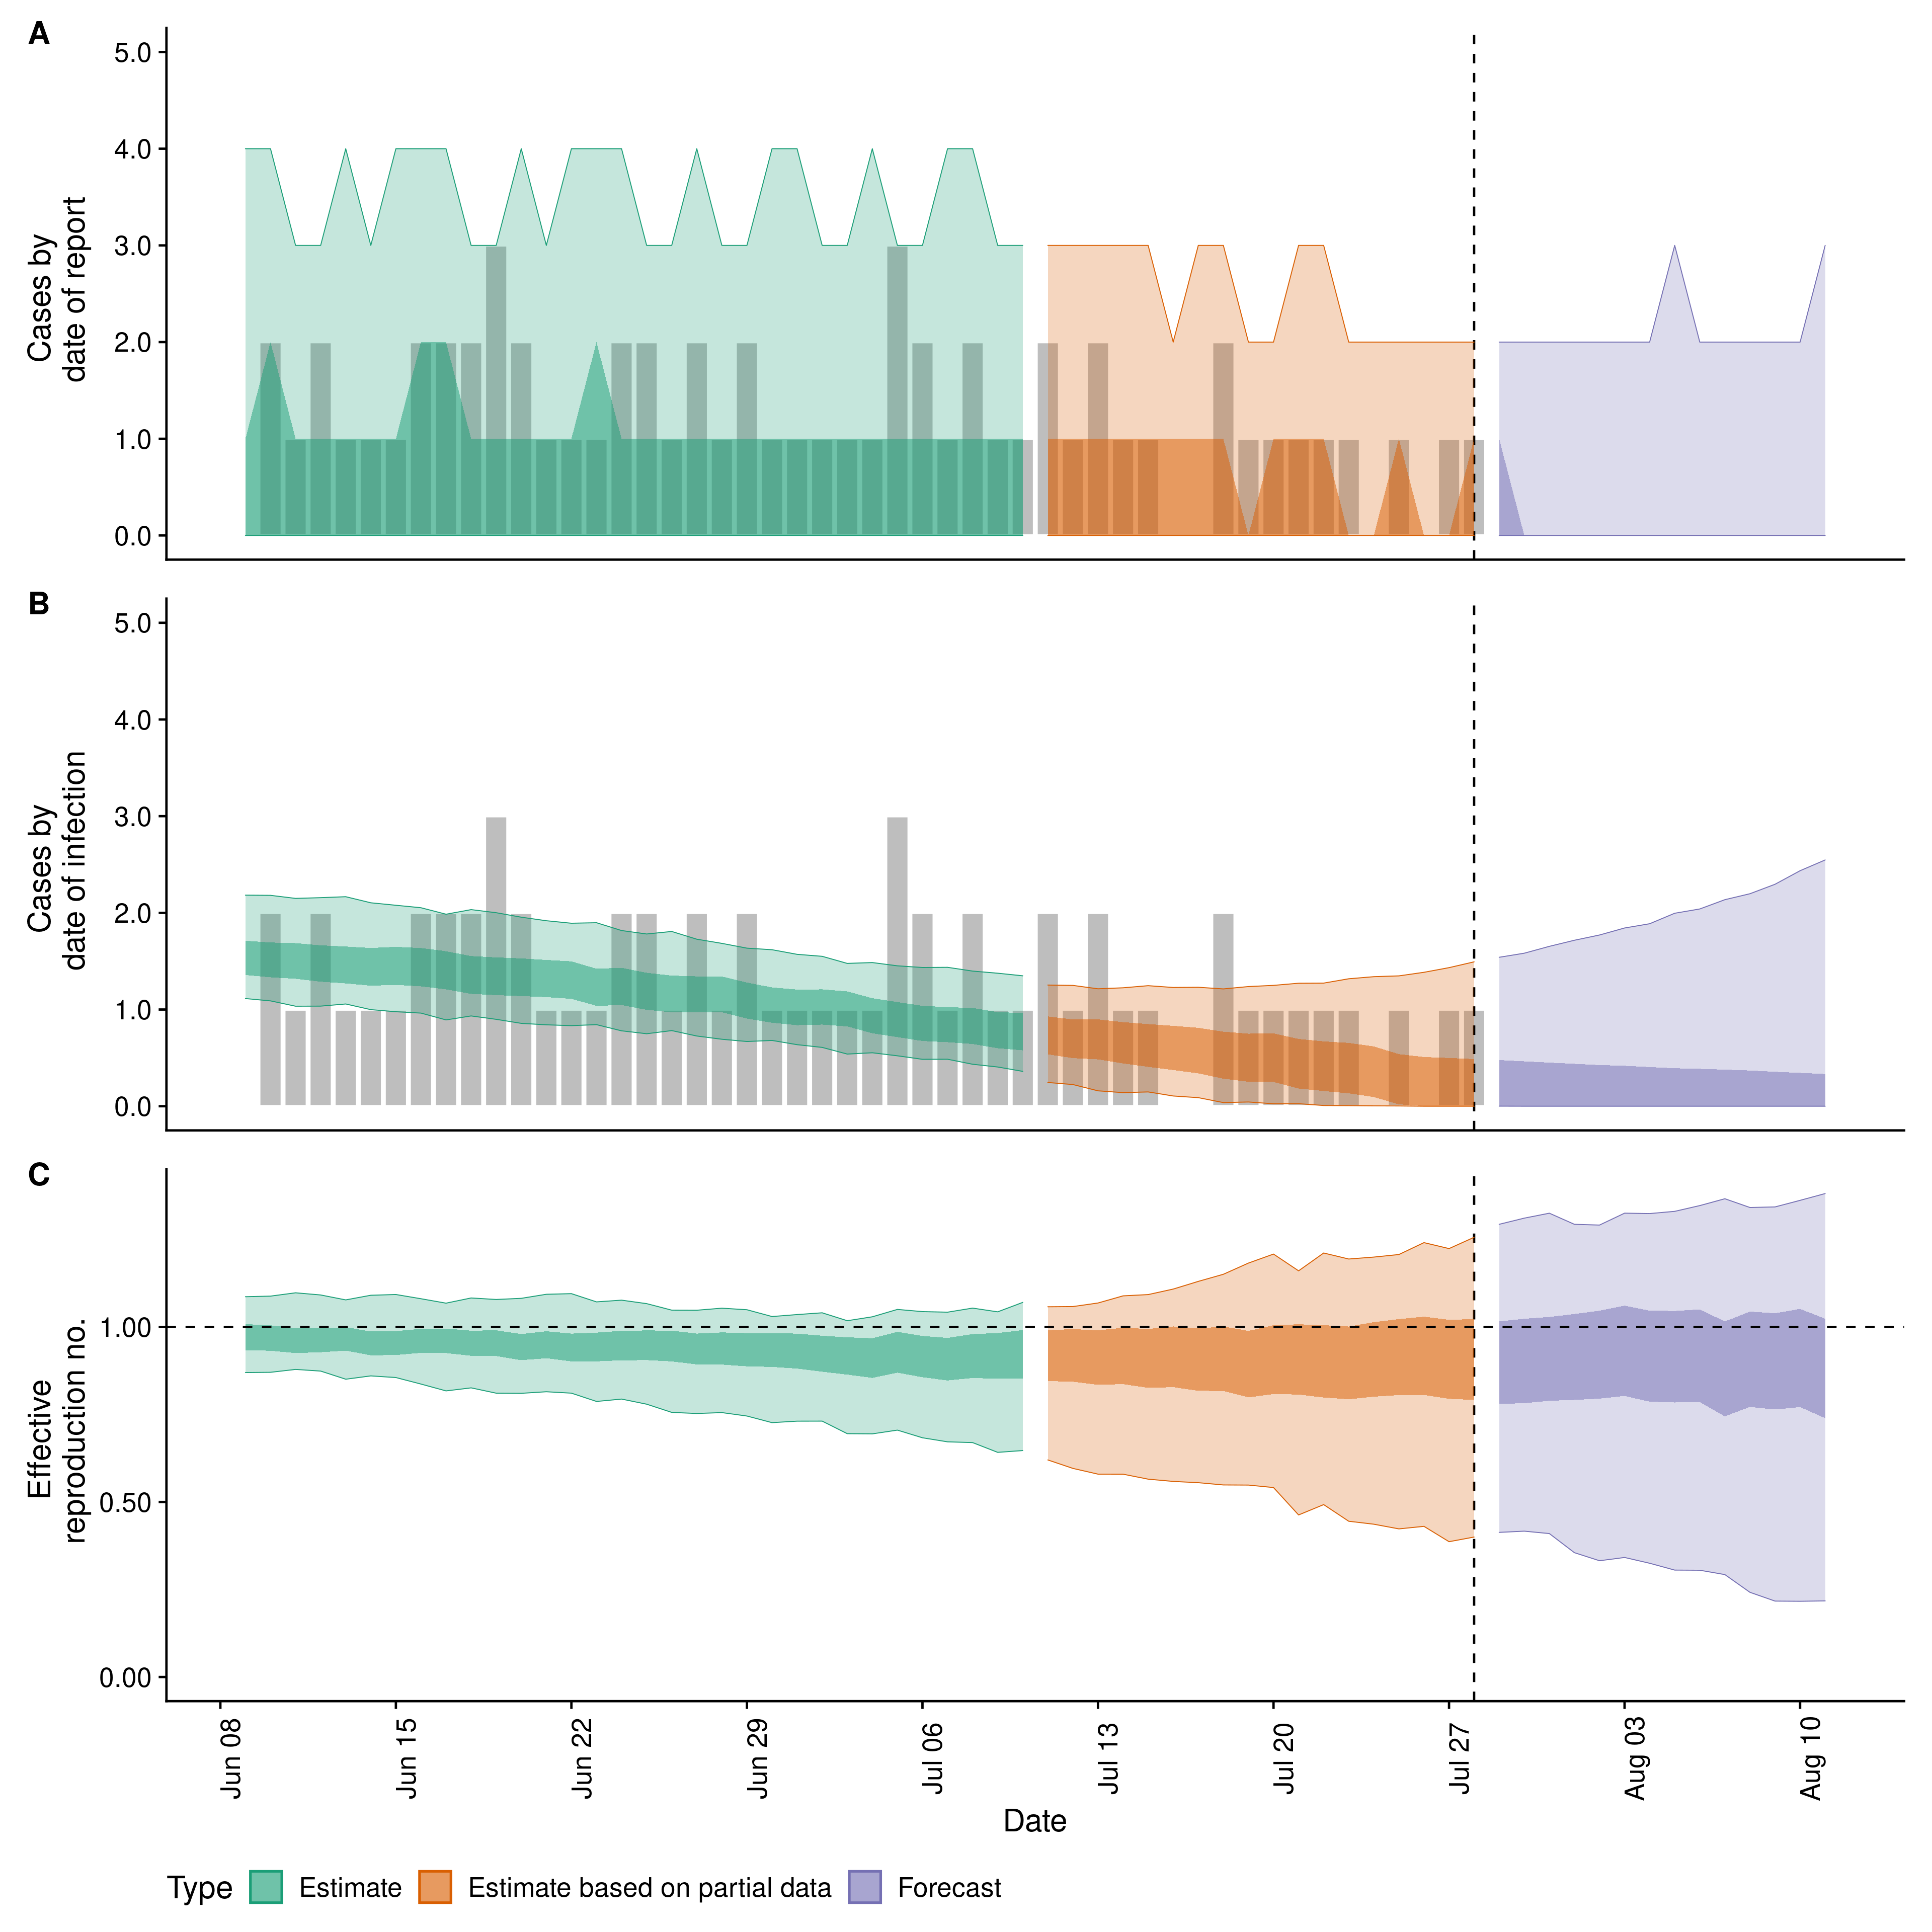 A
5.0
4.0
3.0
2.0
1.0
0.0
Cases by
date of report
B
5.0
4.0
3.0
2.0
1.0
0.0
Cases by
date of infection
C
1.00
0.50
0.00
Effective
reproduction no.
Jun 08
Jun 15
Jun 22
Jun 29
Jul 06
Jul 13
Jul 20
Jul 27
Aug 03
Aug 10
Date
Type Estimate Estimate based on partial data Forecast